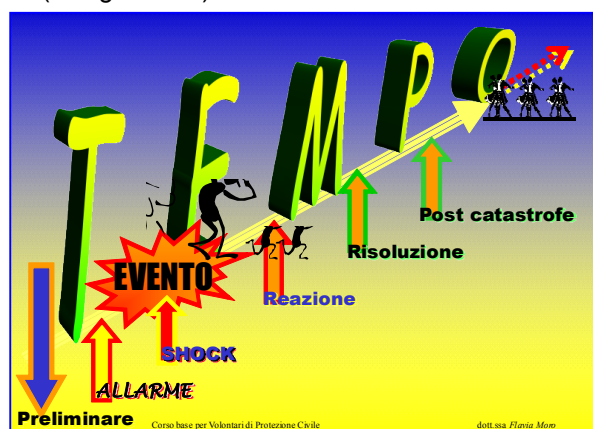 TEMPO
EVENTO
Post catastrofe
Risoluzione
Reazione
SHOCK
ALLARME
Preliminare
Corso base per Volontari di Protezione Civile
dott.ssa Flavia Moro